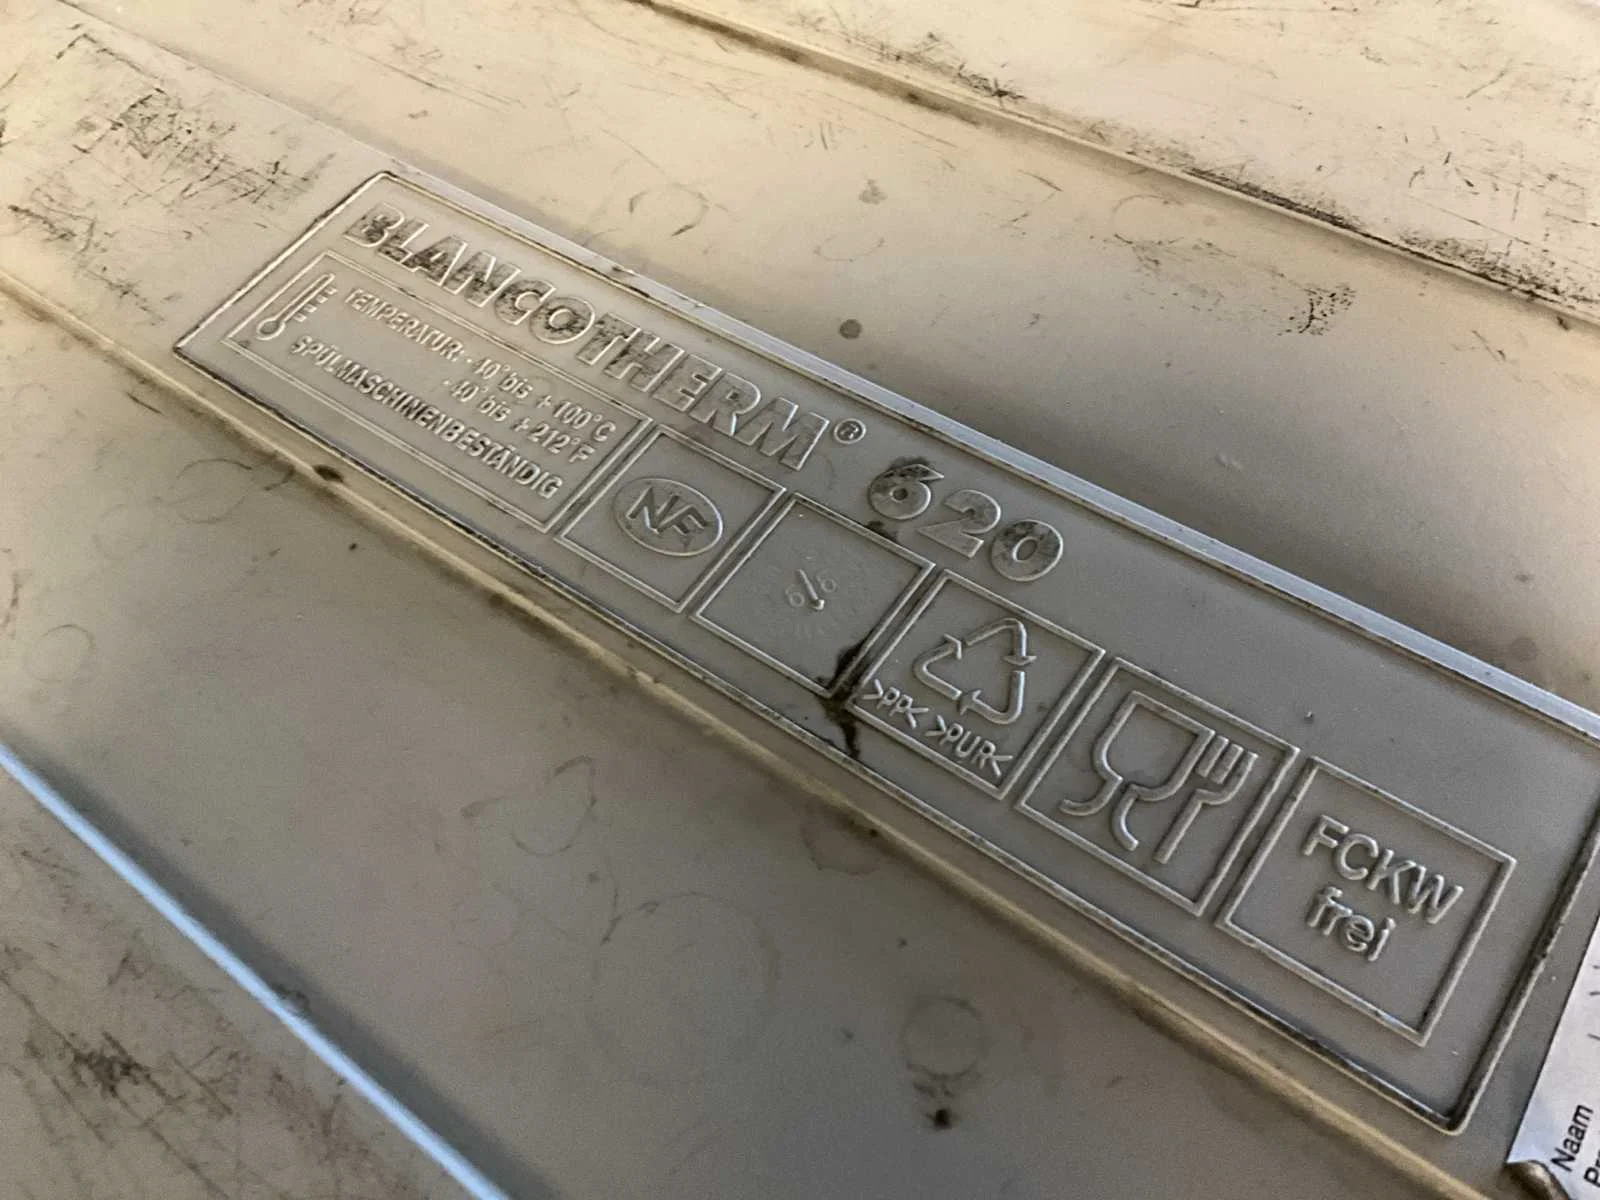 BLANCOTHERM® 620
TEMPERATUR: -40° bis +100°C
-40° bis +212°F
SPÜLMASCHINENBESTÄNDIG
NF
>PP< >PUR<
FCKW
frei
Naam